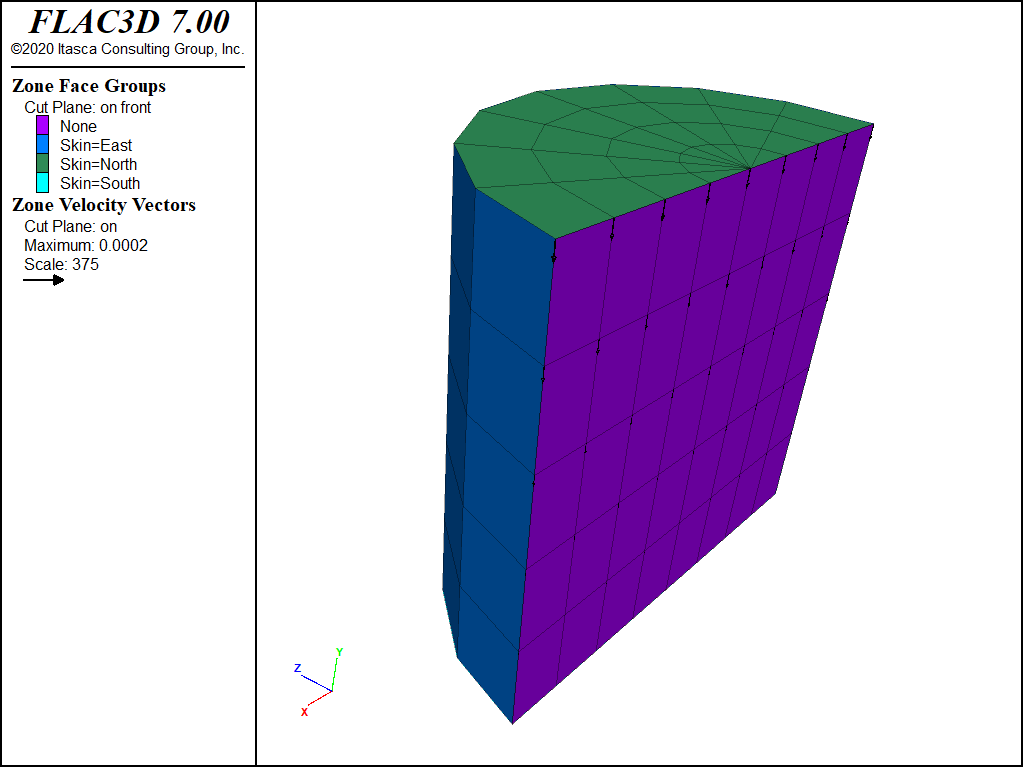 FLAC3D 7.00
©2020 Itasca Consulting Group, Inc.
Zone Face Groups
Cut Plane: on front
None
Skin=East
Skin=North
Skin=South
Zone Velocity Vectors
Cut Plane: on
Maximum: 0.0002
Scale: 375
Y
Z
X